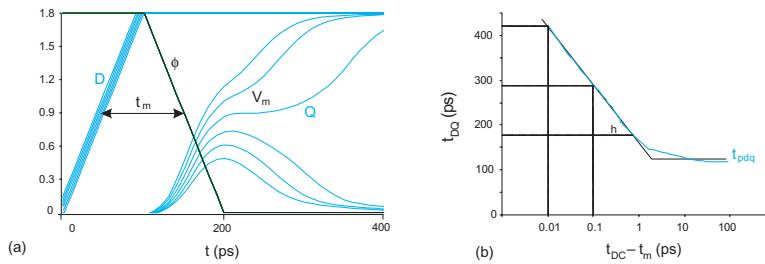 1.8
1.5
1.2
0.9
0.6
0.3
0
D
t_m
ϕ
V_m
Q
0
200
400
t (ps)
(a)
400
300
200
100
0
t_DQ (ps)
h
t_pdq
0.01
0.1
1
10
100
t_DC – t_m (ps)
(b)